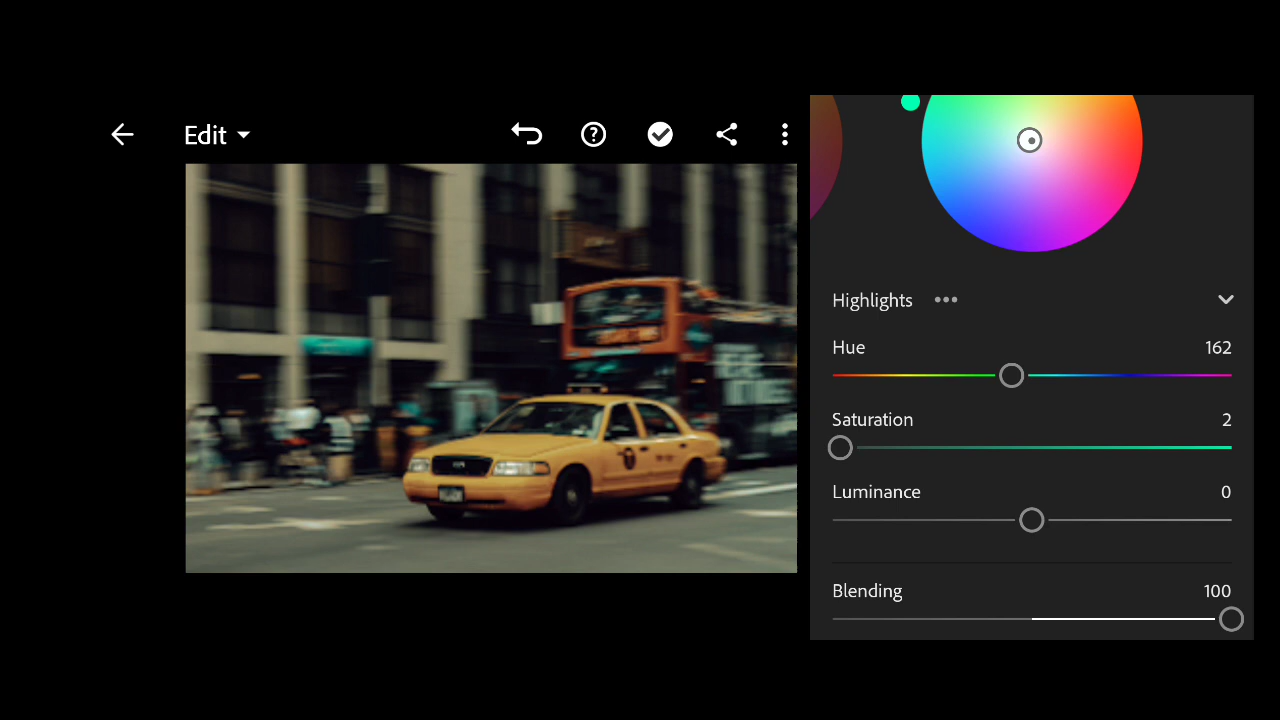 Edit
Highlights
Hue 162
Saturation 2
Luminance 0
Blending 100